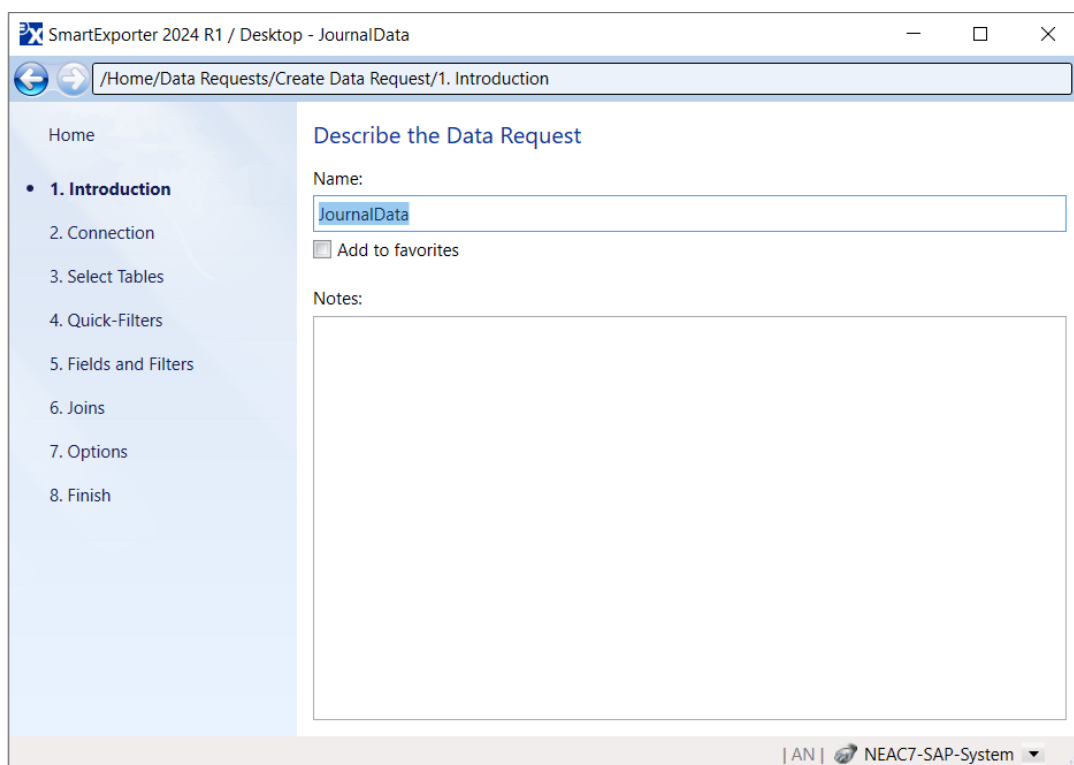 SmartExporter 2024 R1 / Desktop - JournalData
/Home/Data Requests/Create Data Request/1. Introduction
Home
• 1. Introduction
2. Connection
3. Select Tables
4. Quick-Filters
5. Fields and Filters
6. Joins
7. Options
8. Finish
Describe the Data Request
Name:
JournalData
Add to favorites
Notes:
| AN | NEAC7-SAP-System